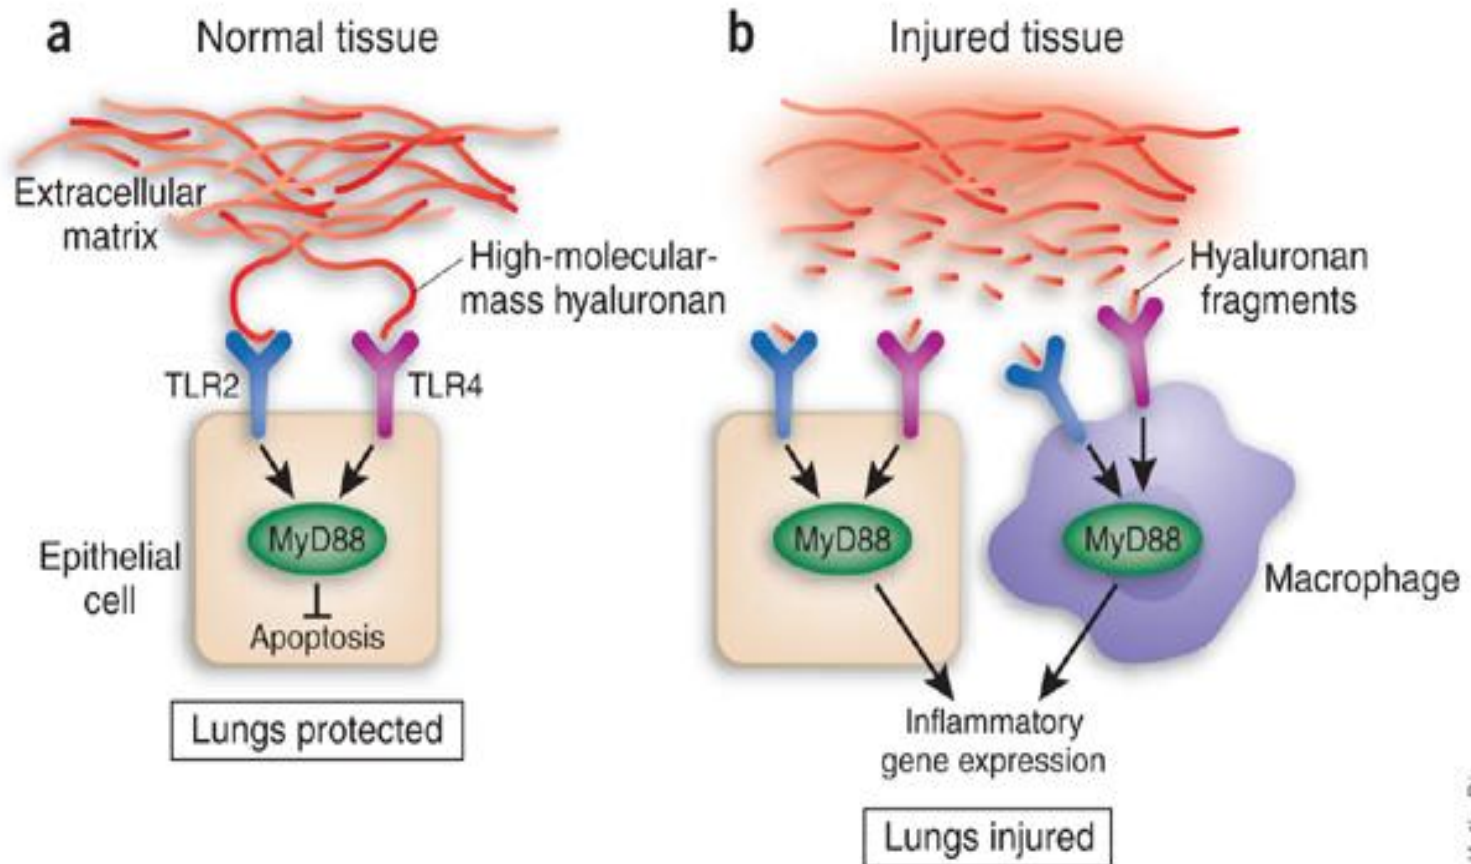 a Normal tissue
Extracellular
matrix
High-molecular-
mass hyaluronan
TLR2
TLR4
MyD88
Epithelial
cell
Apoptosis
Lungs protected
b Injured tissue
Hyaluronan
fragments
MyD88
MyD88
Macrophage
Inflammatory
gene expression
Lungs injured